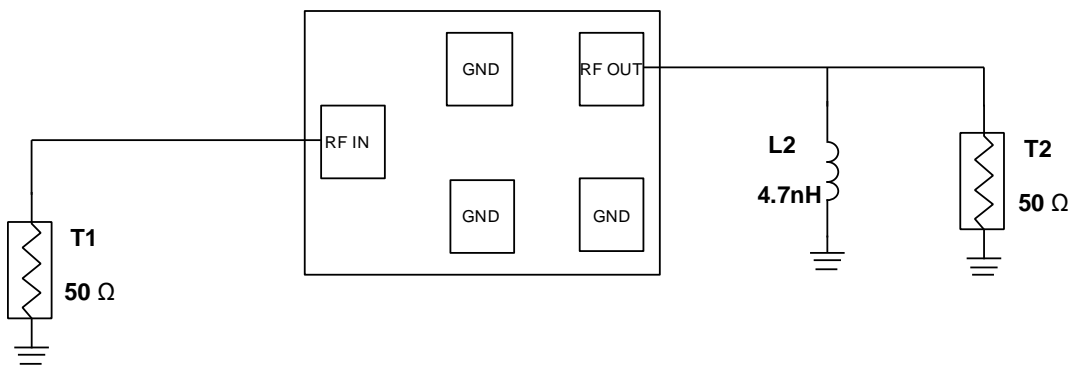 GND
RF OUT
RF IN
L2
4.7nH
T2
50 Ω
GND
GND
T1
50 Ω